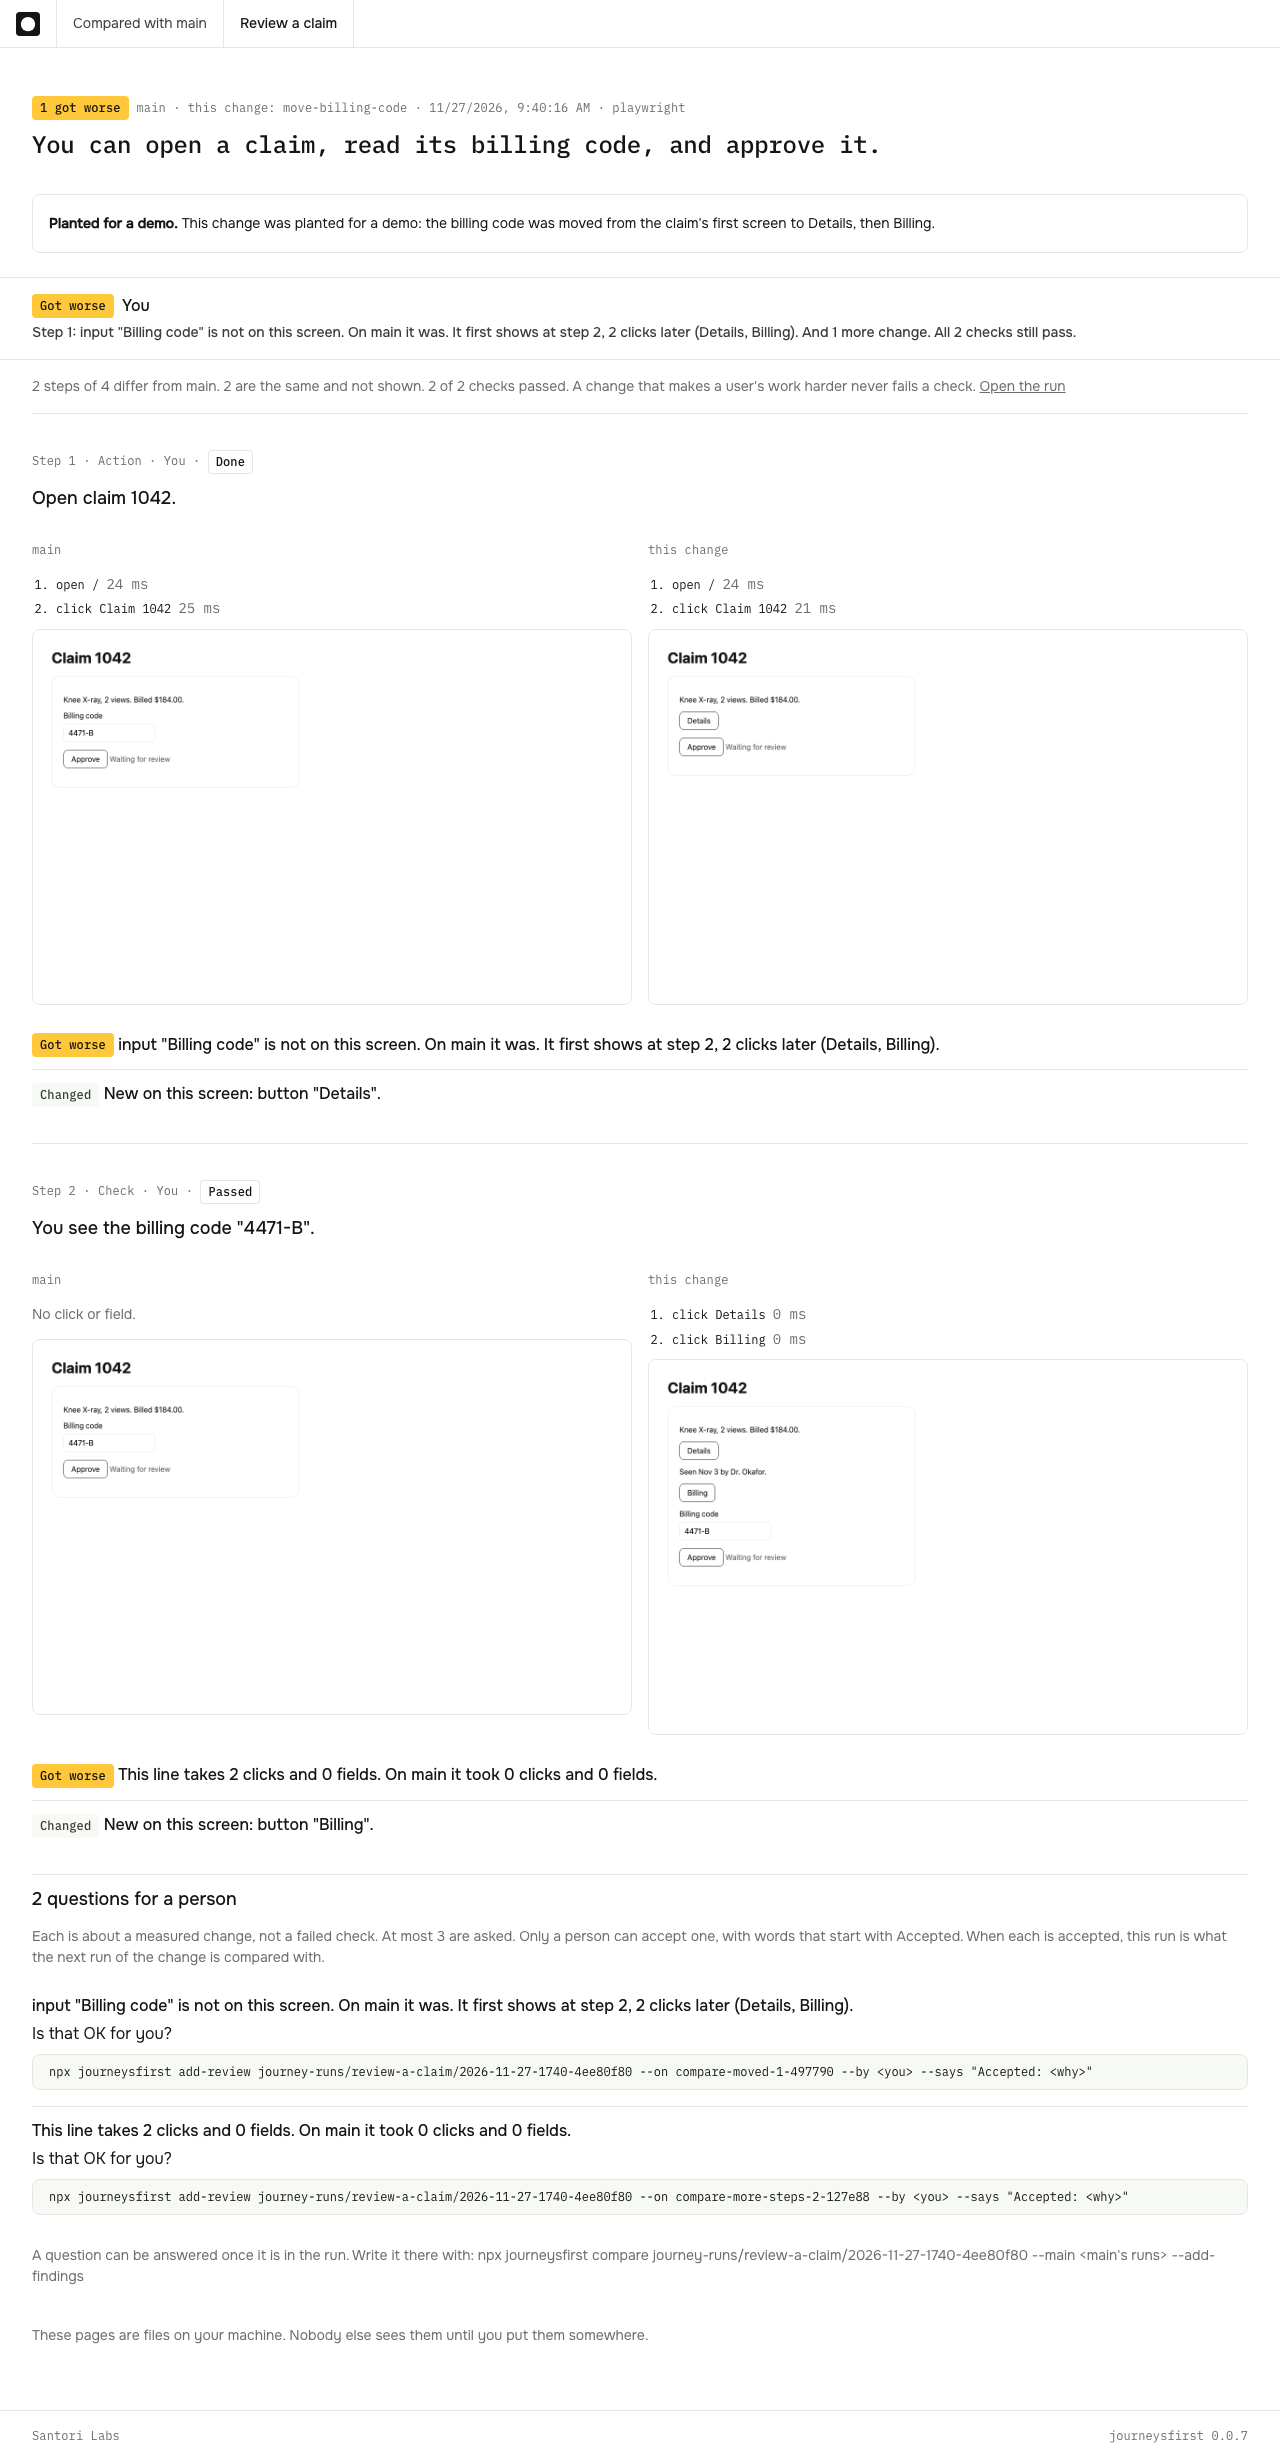 Compared with main
Review a claim
1 got worse main · this change: move-billing-code · 11/27/2026, 9:40:16 AM · playwright
You can open a claim, read its billing code, and approve it.
Planted for a demo. This change was planted for a demo: the billing code was moved from the claim's first screen to Details, then Billing.
Got worse You
Step 1: input "Billing code" is not on this screen. On main it was. It first shows at step 2, 2 clicks later (Details, Billing). And 1 more change. All 2 checks still pass.
2 steps of 4 differ from main. 2 are the same and not shown. 2 of 2 checks passed. A change that makes a user's work harder never fails a check. Open the run
Step 1 · Action · You · Done
Open claim 1042.
main
1. open / 24 ms
2. click Claim 1042 25 ms
Claim 1042
Knee X-ray, 2 views. Billed $184.00.
Billing code
4471-B
Approve Waiting for review
this change
1. open / 24 ms
2. click Claim 1042 21 ms
Claim 1042
Knee X-ray, 2 views. Billed $184.00.
Details
Approve Waiting for review
Got worse input "Billing code" is not on this screen. On main it was. It first shows at step 2, 2 clicks later (Details, Billing).
Changed New on this screen: button "Details".
Step 2 · Check · You · Passed
You see the billing code "4471-B".
main
No click or field.
Claim 1042
Knee X-ray, 2 views. Billed $184.00.
Billing code
4471-B
Approve Waiting for review
this change
1. click Details 0 ms
2. click Billing 0 ms
Claim 1042
Knee X-ray, 2 views. Billed $184.00.
Details
Seen Nov 3 by Dr. Okafor.
Billing
Billing code
4471-B
Approve Waiting for review
Got worse This line takes 2 clicks and 0 fields. On main it took 0 clicks and 0 fields.
Changed New on this screen: button "Billing".
2 questions for a person
Each is about a measured change, not a failed check. At most 3 are asked. Only a person can accept one, with words that start with Accepted. When each is accepted, this run is what
the next run of the change is compared with.
input "Billing code" is not on this screen. On main it was. It first shows at step 2, 2 clicks later (Details, Billing).
Is that OK for you?
npx journeysfirst add-review journey-runs/review-a-claim/2026-11-27-1740-4ee80f80 --on compare-moved-1-497790 --by <you> --says "Accepted: <why>"
This line takes 2 clicks and 0 fields. On main it took 0 clicks and 0 fields.
Is that OK for you?
npx journeysfirst add-review journey-runs/review-a-claim/2026-11-27-1740-4ee80f80 --on compare-more-steps-2-127e88 --by <you> --says "Accepted: <why>"
A question can be answered once it is in the run. Write it there with: npx journeysfirst compare journey-runs/review-a-claim/2026-11-27-1740-4ee80f80 --main <main's runs> --add-
findings
These pages are files on your machine. Nobody else sees them until you put them somewhere.
Santori Labs
journeysfirst 0.0.7